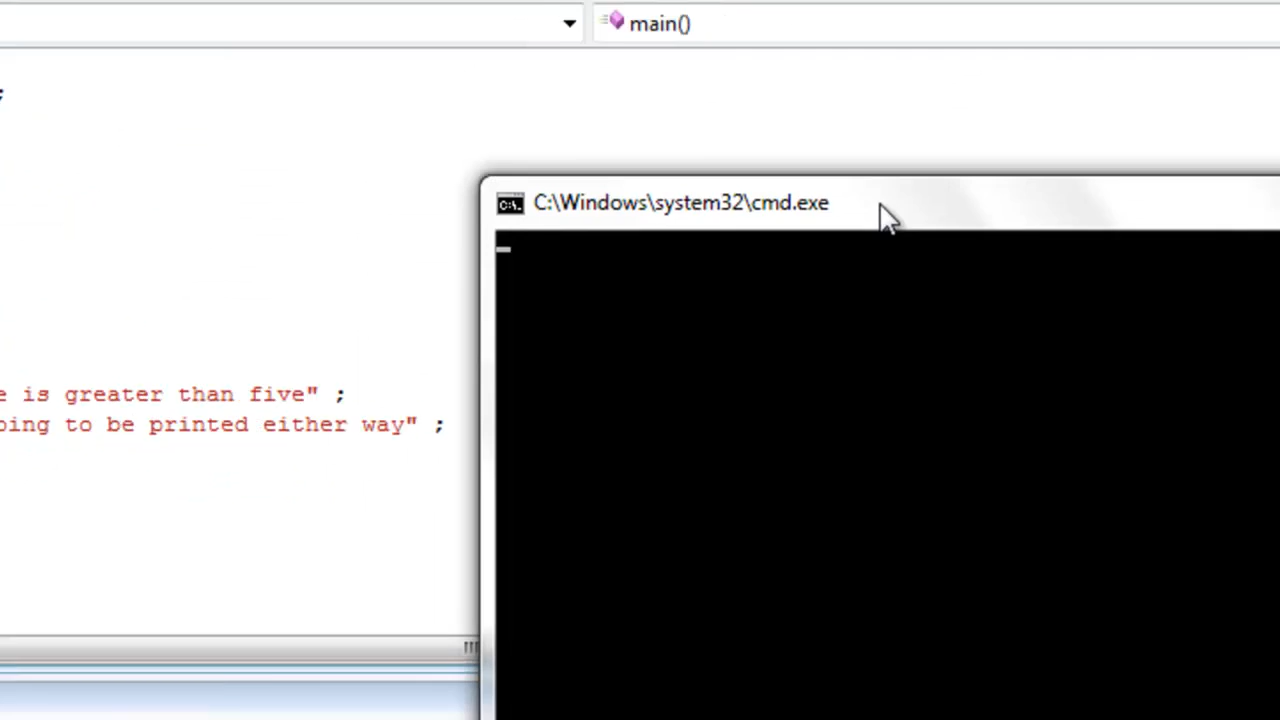 main()
;
C:\Windows\system32\cmd.exe
e is greater than five" ;
oing to be printed either way" ;